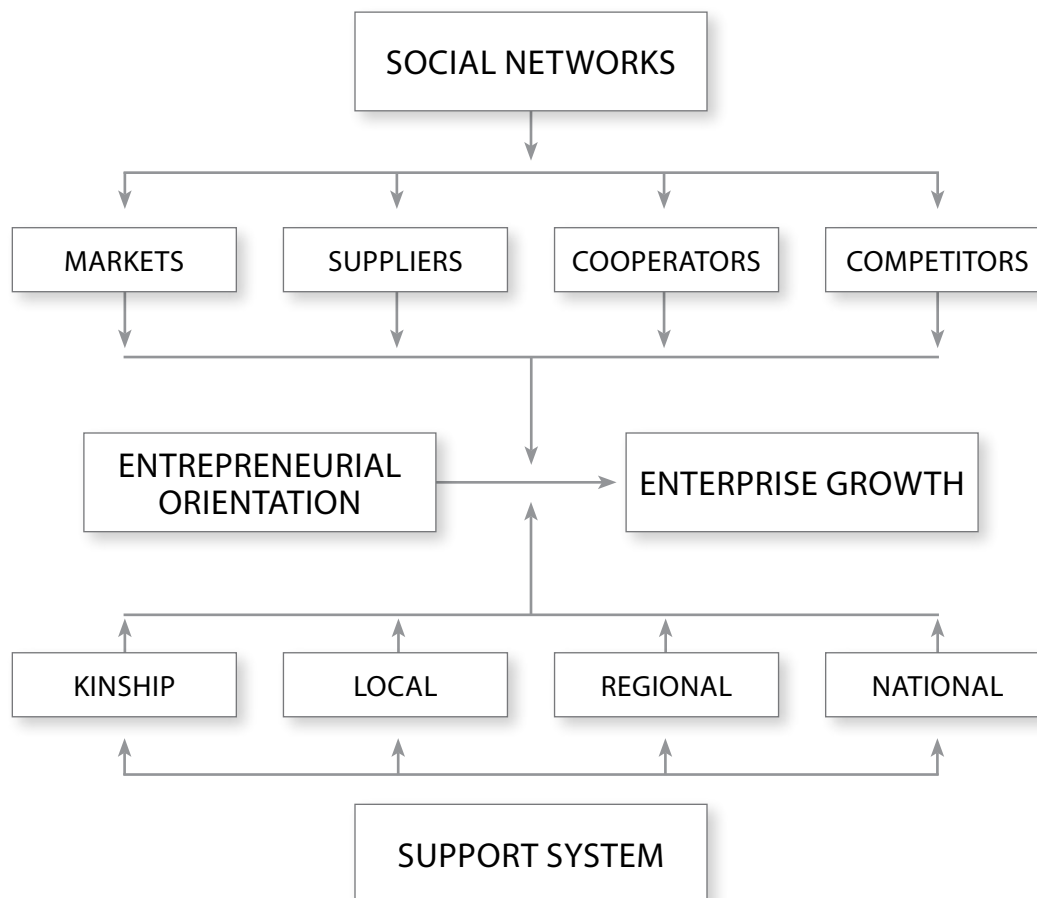 SOCIAL NETWORKS
MARKETS
SUPPLIERS
COOPERATORS
COMPETITORS
ENTREPRENEURIAL
ORIENTATION
ENTERPRISE GROWTH
KINSHIP
LOCAL
REGIONAL
NATIONAL
SUPPORT SYSTEM